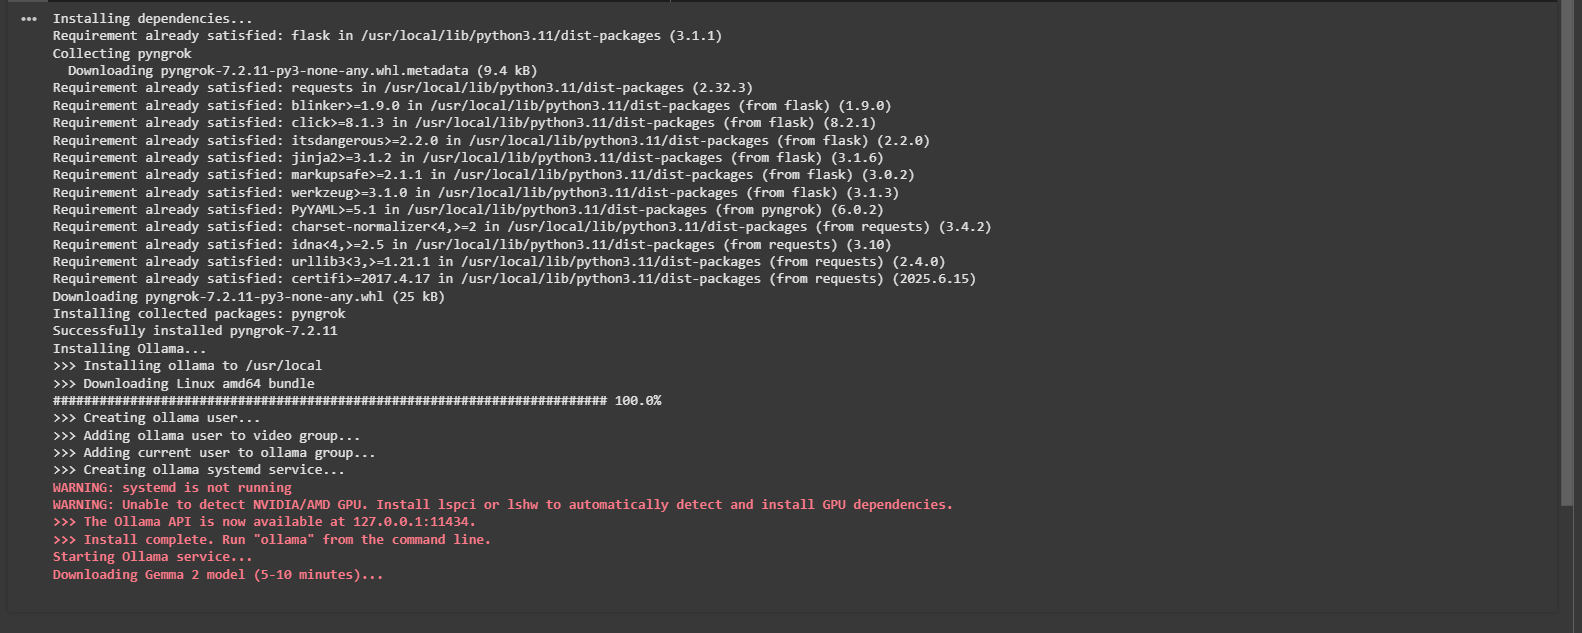 Installing dependencies...
Requirement already satisfied: flask in /usr/local/lib/python3.11/dist-packages (3.1.1)
Collecting pyngrok
  Downloading pyngrok-7.2.11-py3-none-any.whl.metadata (9.4 kB)
Requirement already satisfied: requests in /usr/local/lib/python3.11/dist-packages (2.32.3)
Requirement already satisfied: blinker>=1.9.0 in /usr/local/lib/python3.11/dist-packages (from flask) (1.9.0)
Requirement already satisfied: click>=8.1.3 in /usr/local/lib/python3.11/dist-packages (from flask) (8.2.1)
Requirement already satisfied: itsdangerous>=2.2.0 in /usr/local/lib/python3.11/dist-packages (from flask) (2.2.0)
Requirement already satisfied: jinja2>=3.1.2 in /usr/local/lib/python3.11/dist-packages (from flask) (3.1.6)
Requirement already satisfied: markupsafe>=2.1.1 in /usr/local/lib/python3.11/dist-packages (from flask) (3.0.2)
Requirement already satisfied: werkzeug>=3.1.0 in /usr/local/lib/python3.11/dist-packages (from flask) (3.1.3)
Requirement already satisfied: PyYAML>=5.1 in /usr/local/lib/python3.11/dist-packages (from pyngrok) (6.0.2)
Requirement already satisfied: charset-normalizer<4,>=2 in /usr/local/lib/python3.11/dist-packages (from requests) (3.4.2)
Requirement already satisfied: idna<4,>=2.5 in /usr/local/lib/python3.11/dist-packages (from requests) (3.10)
Requirement already satisfied: urllib3<3,>=1.21.1 in /usr/local/lib/python3.11/dist-packages (from requests) (2.4.0)
Requirement already satisfied: certifi>=2017.4.17 in /usr/local/lib/python3.11/dist-packages (from requests) (2025.6.15)
Downloading pyngrok-7.2.11-py3-none-any.whl (25 kB)
Installing collected packages: pyngrok
Successfully installed pyngrok-7.2.11
Installing Ollama...
>>> Installing ollama to /usr/local
>>> Downloading Linux amd64 bundle
######################################################################## 100.0%
>>> Creating ollama user...
>>> Adding ollama user to video group...
>>> Adding current user to ollama group...
>>> Creating ollama systemd service...
WARNING: systemd is not running
WARNING: Unable to detect NVIDIA/AMD GPU. Install lspci or lshw to automatically detect and install GPU dependencies.
>>> The Ollama API is now available at 127.0.0.1:11434.
>>> Install complete. Run "ollama" from the command line.
Starting Ollama service...
Downloading Gemma 2 model (5-10 minutes)...